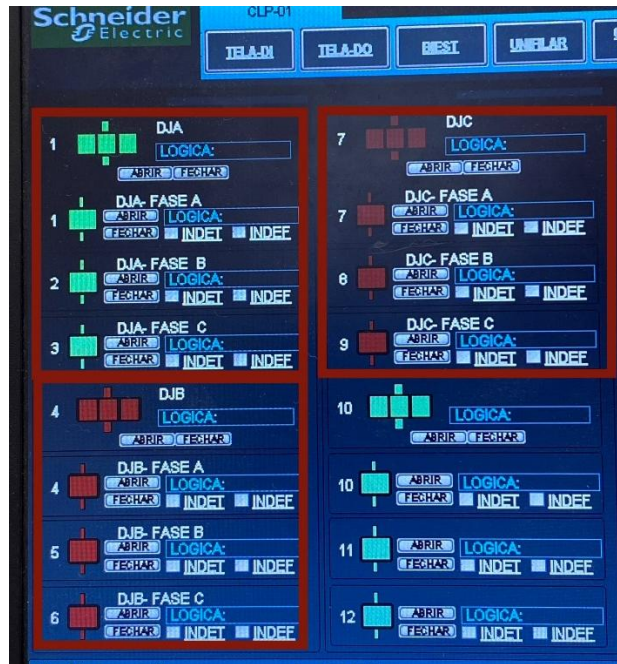 Schneider
Electric
CLP-01
TELA-DI TELA-DO BIEST UNIFILAR
1 DJA
LOGICA:
ABRIR FECHAR
1 DJA- FASE A
ABRIR LOGICA:
FECHAR INDET INDEF
2 DJA- FASE B
ABRIR LOGICA:
FECHAR INDET INDEF
3 DJA- FASE C
ABRIR LOGICA:
FECHAR INDET INDEF
4 DJB
LOGICA:
ABRIR FECHAR
4 DJB- FASE A
ABRIR LOGICA:
FECHAR INDET INDEF
5 DJB- FASE B
ABRIR LOGICA:
FECHAR INDET INDEF
6 DJB- FASE C
ABRIR LOGICA:
FECHAR INDET INDEF
7 DJC
LOGICA:
ABRIR FECHAR
7 DJC- FASE A
ABRIR LOGICA:
FECHAR INDET INDEF
8 DJC- FASE B
ABRIR LOGICA:
FECHAR INDET INDEF
9 DJC- FASE C
ABRIR LOGICA:
FECHAR INDET INDEF
10 LOGICA:
ABRIR FECHAR
10 ABRIR LOGICA:
FECHAR INDET INDEF
11 ABRIR LOGICA:
FECHAR INDET INDEF
12 ABRIR LOGICA:
FECHAR INDET INDEF